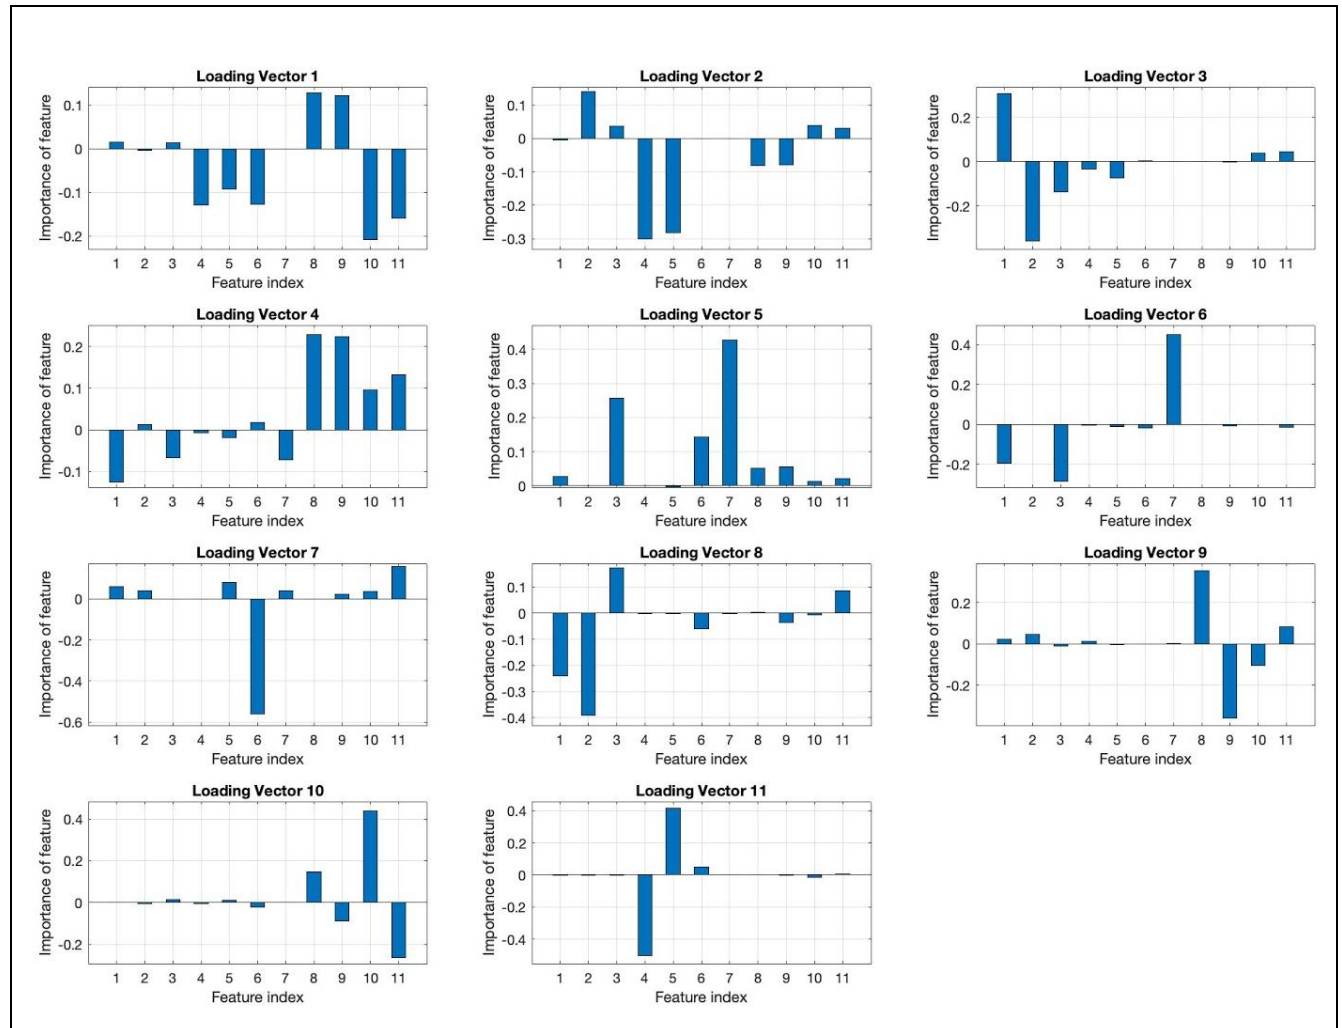 Loading Vector 1
Importance of feature
0.1
0
-0.1
-0.2
1 2 3 4 5 6 7 8 9 10 11
Feature index
Loading Vector 2
Importance of feature
0.1
0
-0.1
-0.2
-0.3
1 2 3 4 5 6 7 8 9 10 11
Feature index
Loading Vector 3
Importance of feature
0.2
0
-0.2
1 2 3 4 5 6 7 8 9 10 11
Feature index
Loading Vector 4
Importance of feature
0.2
0.1
0
-0.1
1 2 3 4 5 6 7 8 9 10 11
Feature index
Loading Vector 5
Importance of feature
0.4
0.3
0.2
0.1
0
1 2 3 4 5 6 7 8 9 10 11
Feature index
Loading Vector 6
Importance of feature
0.4
0.2
0
-0.2
1 2 3 4 5 6 7 8 9 10 11
Feature index
Loading Vector 7
Importance of feature
0
-0.2
-0.4
-0.6
1 2 3 4 5 6 7 8 9 10 11
Feature index
Loading Vector 8
Importance of feature
0.1
0
-0.1
-0.2
-0.3
-0.4
1 2 3 4 5 6 7 8 9 10 11
Feature index
Loading Vector 9
Importance of feature
0.2
0
-0.2
1 2 3 4 5 6 7 8 9 10 11
Feature index
Loading Vector 10
Importance of feature
0.4
0.2
0
-0.2
1 2 3 4 5 6 7 8 9 10 11
Feature index
Loading Vector 11
Importance of feature
0.4
0.2
0
-0.2
-0.4
1 2 3 4 5 6 7 8 9 10 11
Feature index